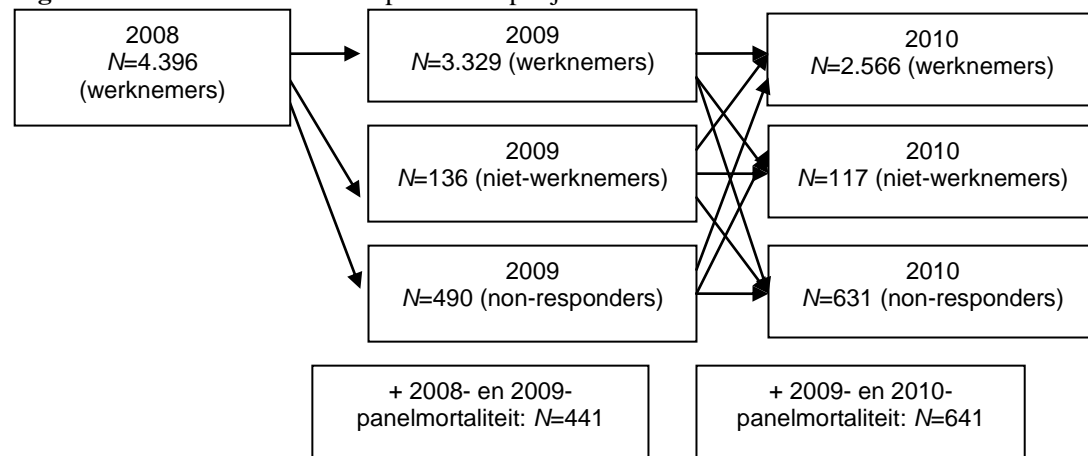 2008
N=4.396
(werknemers)
2009
N=3.329 (werknemers)
2010
N=2.566 (werknemers)
2009
N=136 (niet-werknemers)
2010
N=117 (niet-werknemers)
2009
N=490 (non-responders)
2010
N=631 (non-responders)
+ 2008- en 2009-
panelmortaliteit: N=441
+ 2009- en 2010-
panelmortaliteit: N=641